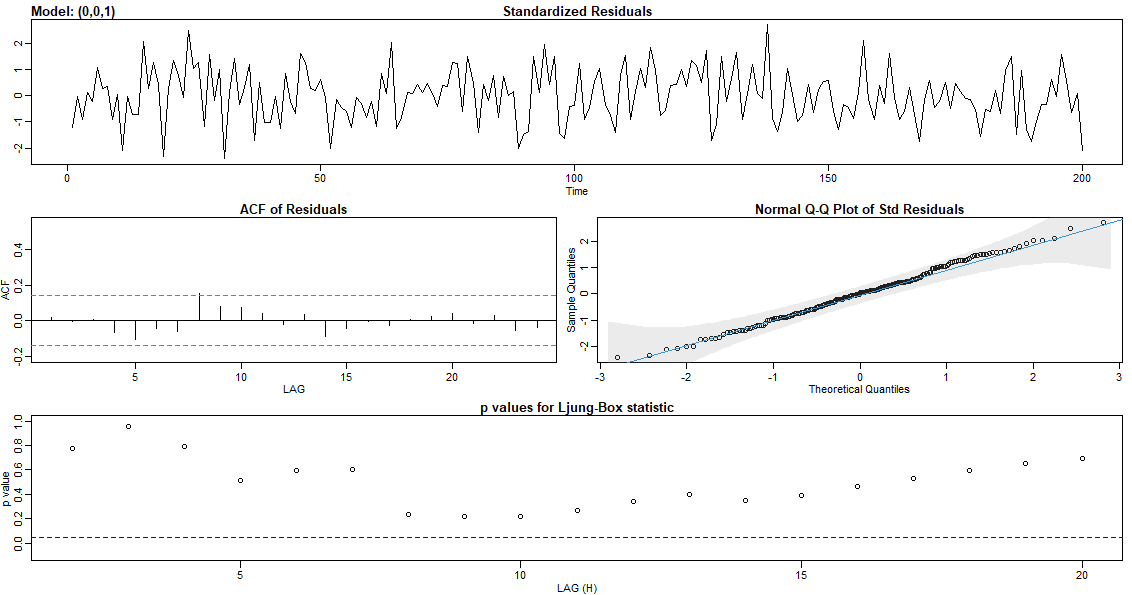 Model: (0,0,1) Standardized Residuals
2
1
0
-1
-2
0 50 100 150 200
Time
ACF of Residuals
ACF
0.4
0.2
0.0
-0.2
5 10 15 20
LAG
Normal Q-Q Plot of Std Residuals
Sample Quantiles
2
1
0
-1
-2
-3 -2 -1 0 1 2 3
Theoretical Quantiles
p values for Ljung-Box statistic
p value
1.0
0.8
0.6
0.4
0.2
0.0
5 10 15 20
LAG (H)